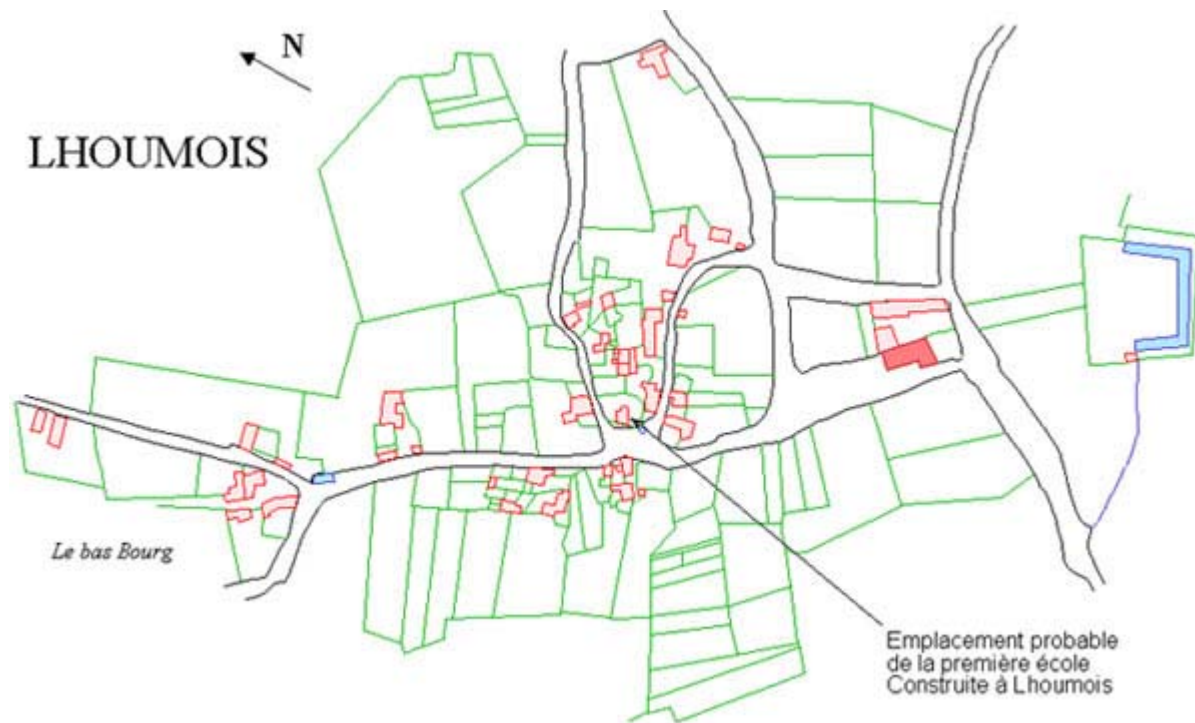 N
LHOUMOIS
Le bas Bourg
Emplacement probable
de la première école
Construite à Lhoumois